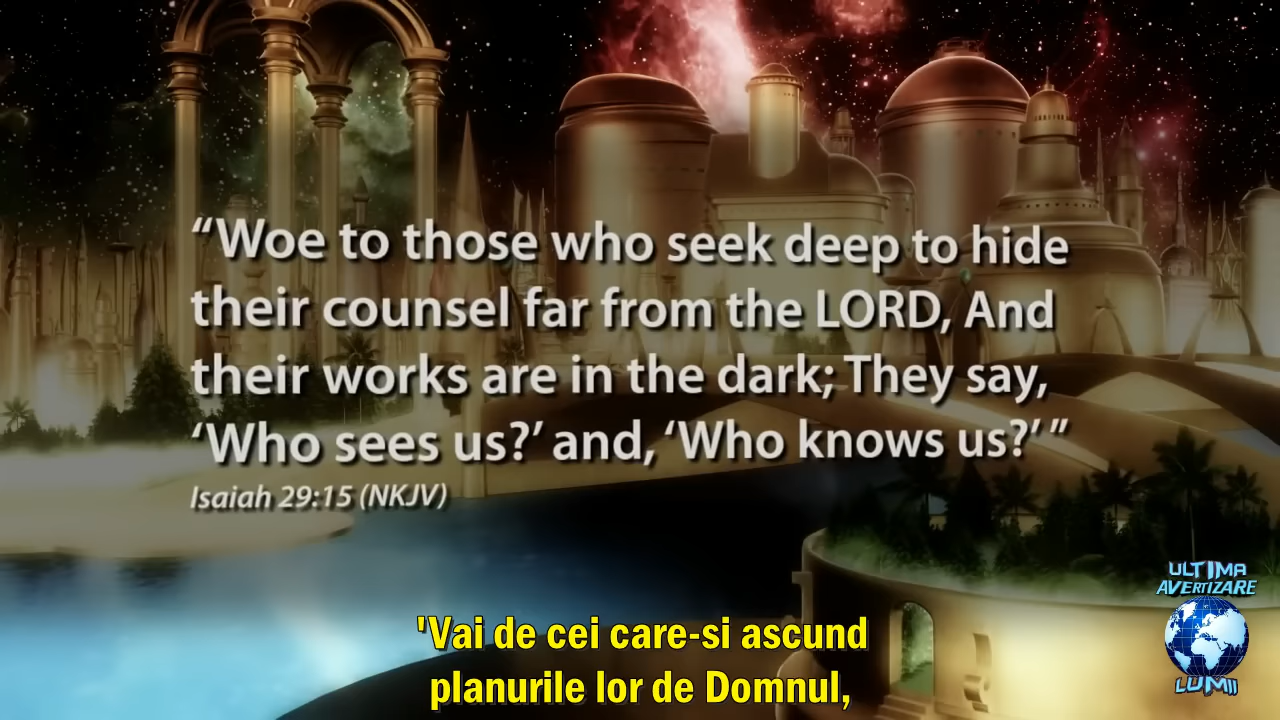 “Woe to those who seek deep to hide
their counsel far from the LORD, And
their works are in the dark; They say,
‘Who sees us?’ and, ‘Who knows us?’ ”
Isaiah 29:15 (NKJV)
ULTIMA
AVERTIZARE
LUMII
'Vai de cei care-si ascund
planurile lor de Domnul,